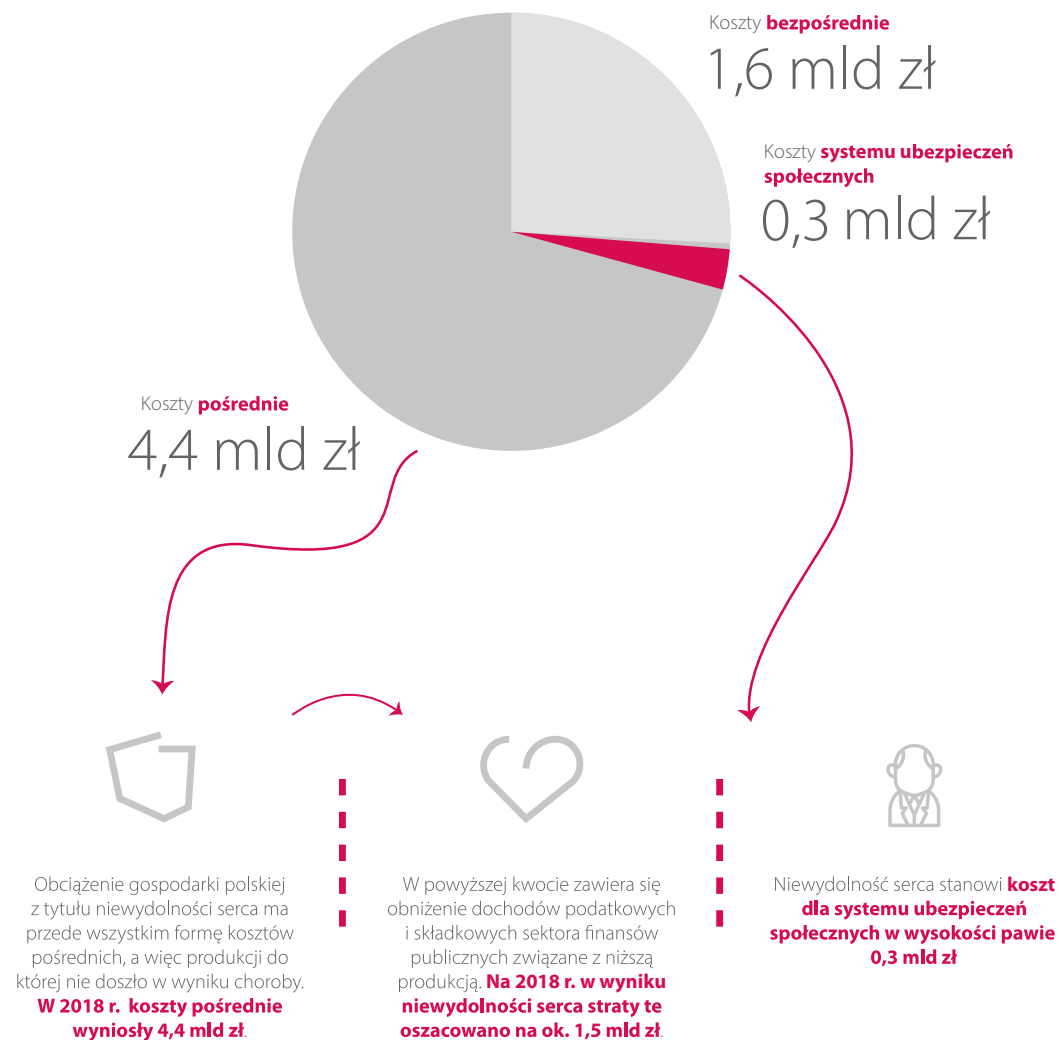 Koszty bezpośrednie
1,6 mld zł
Koszty systemu ubezpieczeń
społecznych
0,3 mld zł
Koszty pośrednie
4,4 mld zł
Obciążenie gospodarki polskiej
z tytułu niewydolności serca ma
przede wszystkim formę kosztów
pośrednich, a więc produkcji do
której nie doszło w wyniku choroby.
W 2018 r. koszty pośrednie
wyniosły 4,4 mld zł.
W powyższej kwocie zawiera się
obniżenie dochodów podatkowych
i składkowych sektora finansów
publicznych związane z niższą
produkcją. Na 2018 r. w wyniku
niewydolności serca straty te
oszacowano na ok. 1,5 mld zł.
Niewydolność serca stanowi koszt
dla systemu ubezpieczeń
społecznych w wysokości pawie
0,3 mld zł